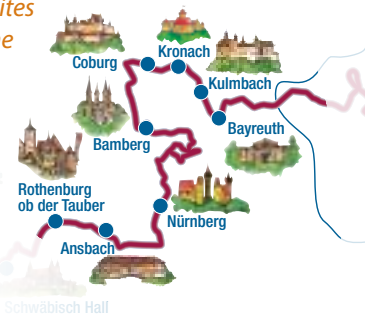 ites
e
Kronach
Coburg
Kulmbach
Bayreuth
Bamberg
Rothenburg
ob der Tauber
Nürnberg
Ansbach
Schwäbisch Hall